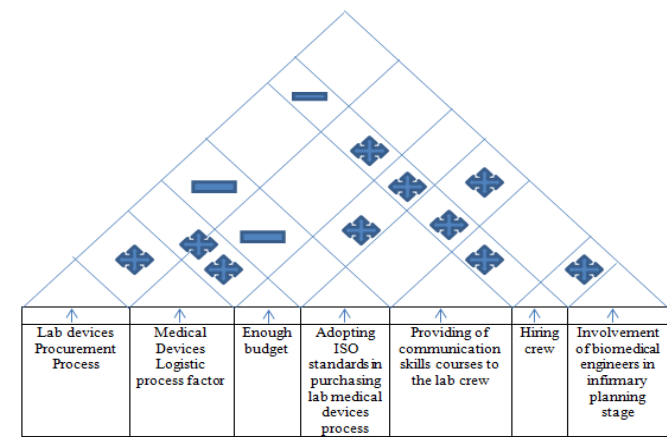 Lab devices
Procurement
Process
Medical
Devices
Logistic
process factor
Enough
budget
Adopting
ISO
standards in
purchasing
lab medical
devices
process
Providing of
communication
skills courses to
the lab crew
Hiring
crew
Involvement
of biomedical
engineers in
infirmary
planning
stage